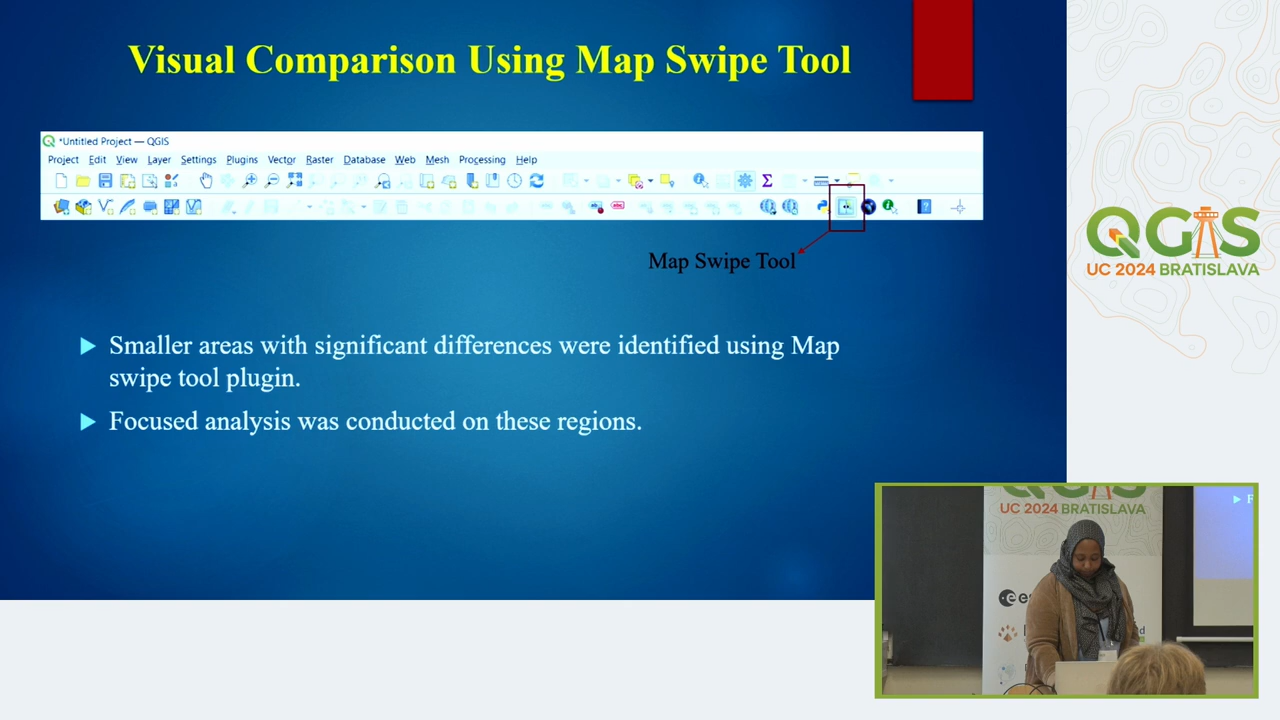 Visual Comparison Using Map Swipe Tool
*Untitled Project — QGIS
Project Edit View Layer Settings Plugins Vector Raster Database Web Mesh Processing Help
Map Swipe Tool
Smaller areas with significant differences were identified using Map
swipe tool plugin.
Focused analysis was conducted on these regions.
QGIS
UC 2024 BRATISLAVA
QGIS
UC 2024 BRATISLAVA
F